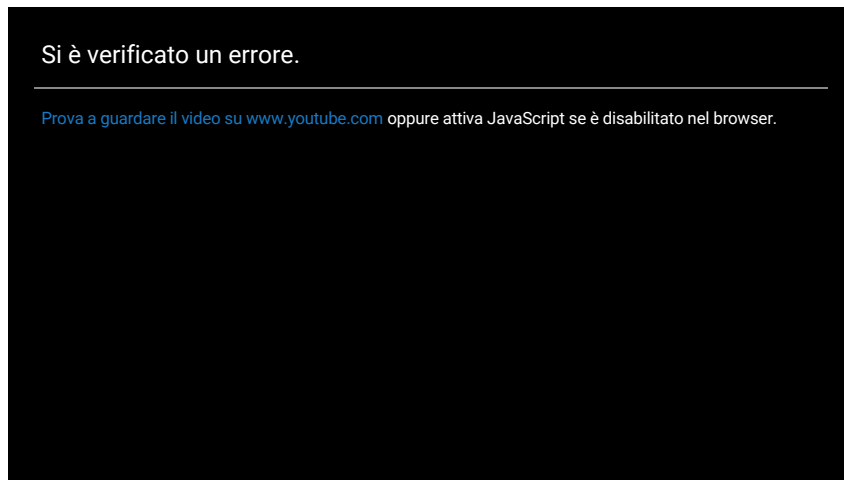 Si è verificato un errore.
Prova a guardare il video su www.youtube.com oppure attiva JavaScript se è disabilitato nel browser.